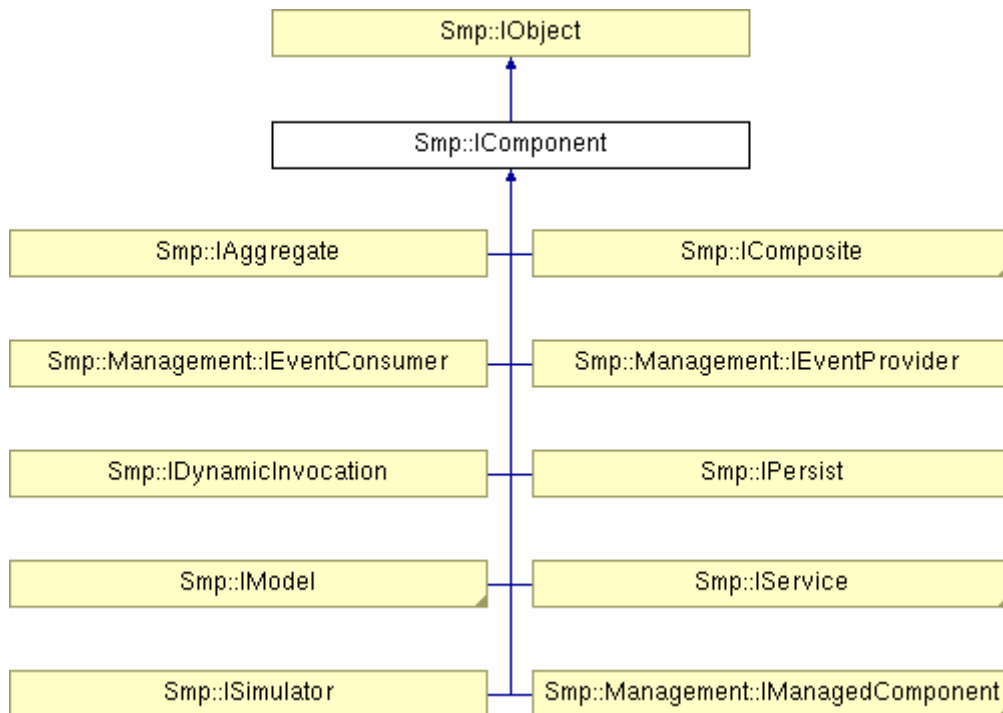 Smp::IObject
Smp::IComponent
Smp::IAggregate
Smp::IComposite
Smp::Management::IEventConsumer
Smp::Management::IEventProvider
Smp::IDynamicInvocation
Smp::IPersist
Smp::IModel
Smp::IService
Smp::ISimulator
Smp::Management::IManagedComponent